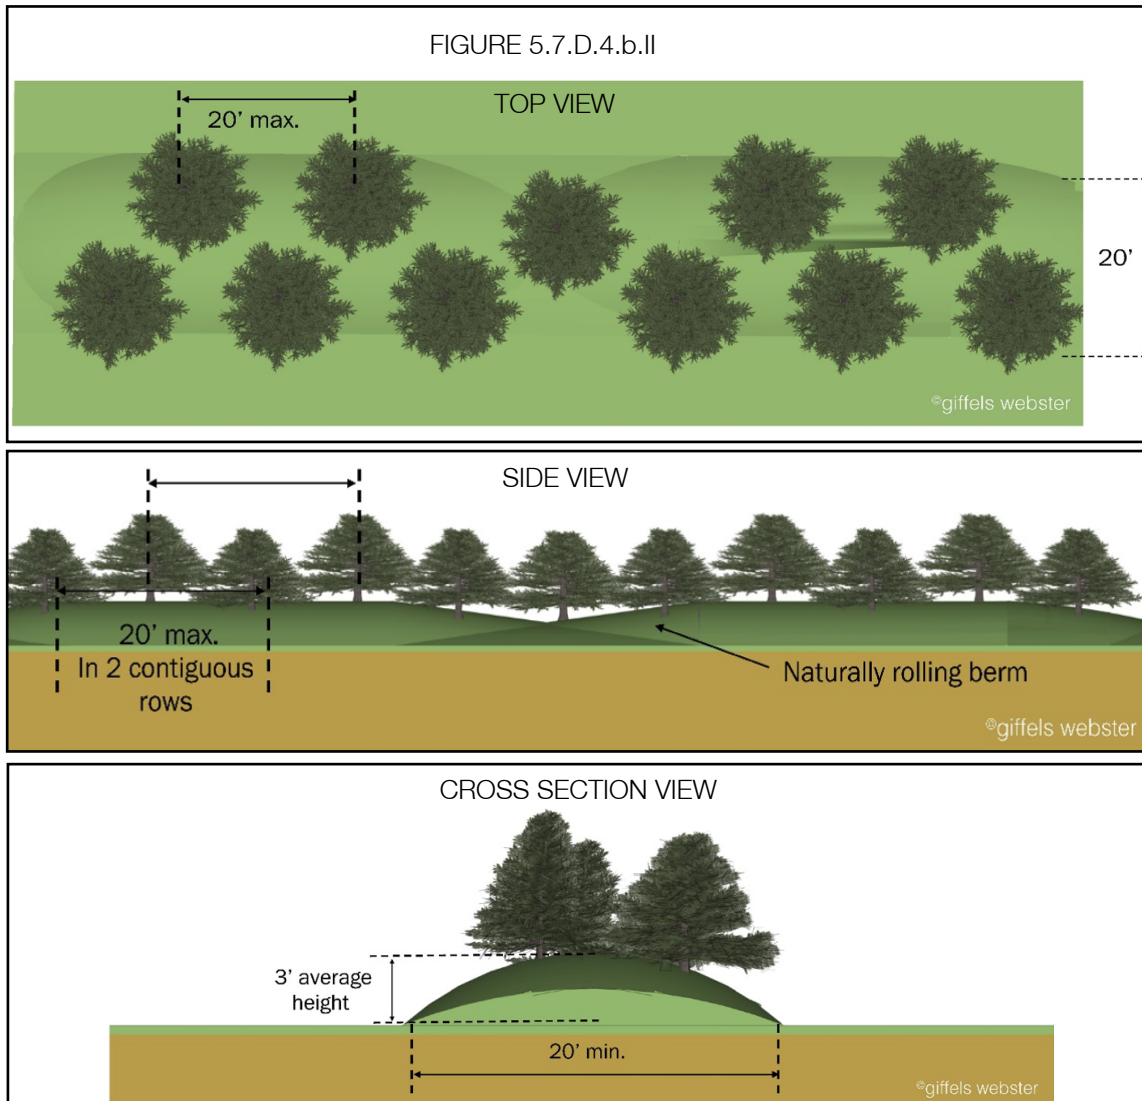 FIGURE 5.7.D.4.b.II
TOP VIEW
20' max.
20'
©giffels webster
SIDE VIEW
20' max.
In 2 contiguous
rows
Naturally rolling berm
©giffels webster
CROSS SECTION VIEW
3' average
height
20' min.
©giffels webster